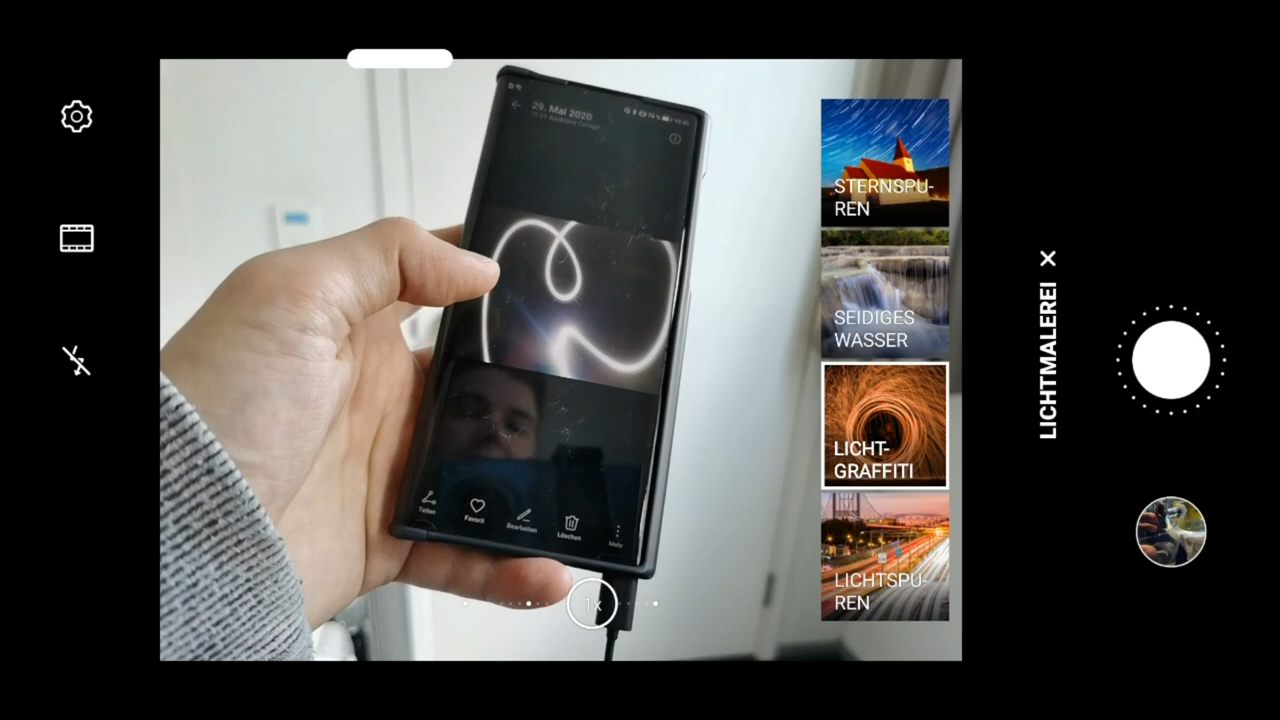 29. Mai 2020
Teilen
Favorit
Bearbeiten
Löschen
Mehr
1x
STERNSPU-
REN
SEIDIGES
WASSER
LICHT-
GRAFFITI
LICHTSPU-
REN
LICHTMALEREI